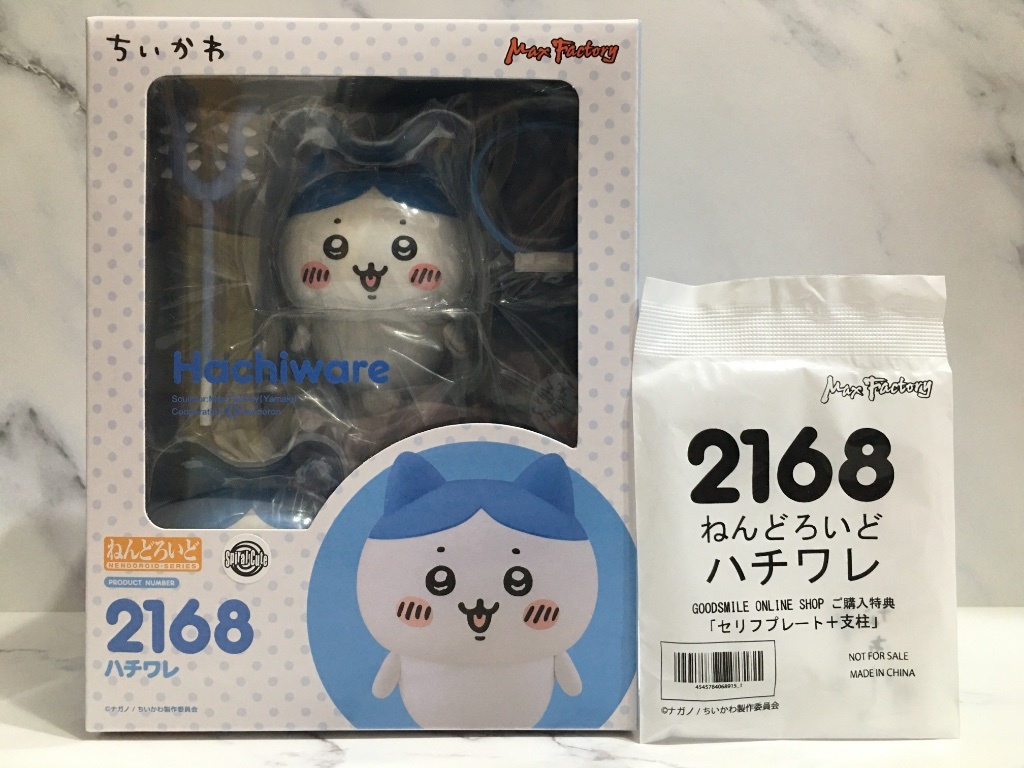 ちいかわ
Max Factory
Hachiware
ねんどろいど
NENDOROID SERIES
SpiralCute
PRODUCT NUMBER
2168
ハチワレ
©ナガノ / ちいかわ製作委員会
Max Factory
2168
ねんどろいど
ハチワレ
GOODSMILE ONLINE SHOP ご購入特典
「セリフプレート+支柱」
NOT FOR SALE
MADE IN CHINA
©ナガノ / ちいかわ製作委員会